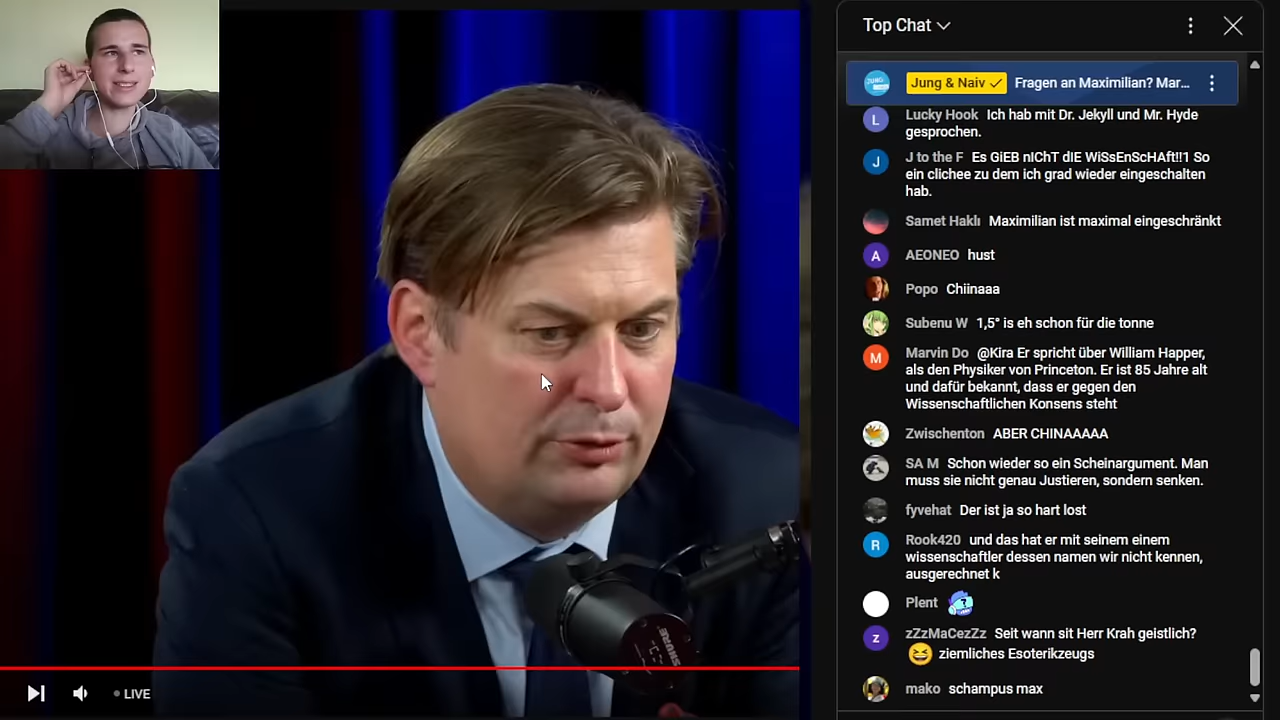 Top Chat
Jung & Naiv Fragen an Maximilian? Mar...
L Lucky Hook Ich hab mit Dr. Jekyll und Mr. Hyde
gesprochen.
J J to the F Es GiEB nIChT dIE WiSsEnScHAft!!1 So
ein clichee zu dem ich grad wieder eingeschalten
hab.
Samet Haklı Maximilian ist maximal eingeschränkt
A AEONEO hust
Popo Chiinaaa
Subenu W 1,5° is eh schon für die tonne
M Marvin Do @Kira Er spricht über William Happer,
als den Physiker von Princeton. Er ist 85 Jahre alt
und dafür bekannt, dass er gegen den
Wissenschaftlichen Konsens steht
Zwischenton ABER CHINAAAAA
SA M Schon wieder so ein Scheinargument. Man
muss sie nicht genau Justieren, sondern senken.
fyvehat Der ist ja so hart lost
R Rook420 und das hat er mit seinem einem
wissenschaftler dessen namen wir nicht kennen,
ausgerechnet k
Plent
z zZzMaCezZz Seit wann sit Herr Krah geistlich?
ziemliches Esoterikzeugs
mako schampus max
SHURE
LIVE